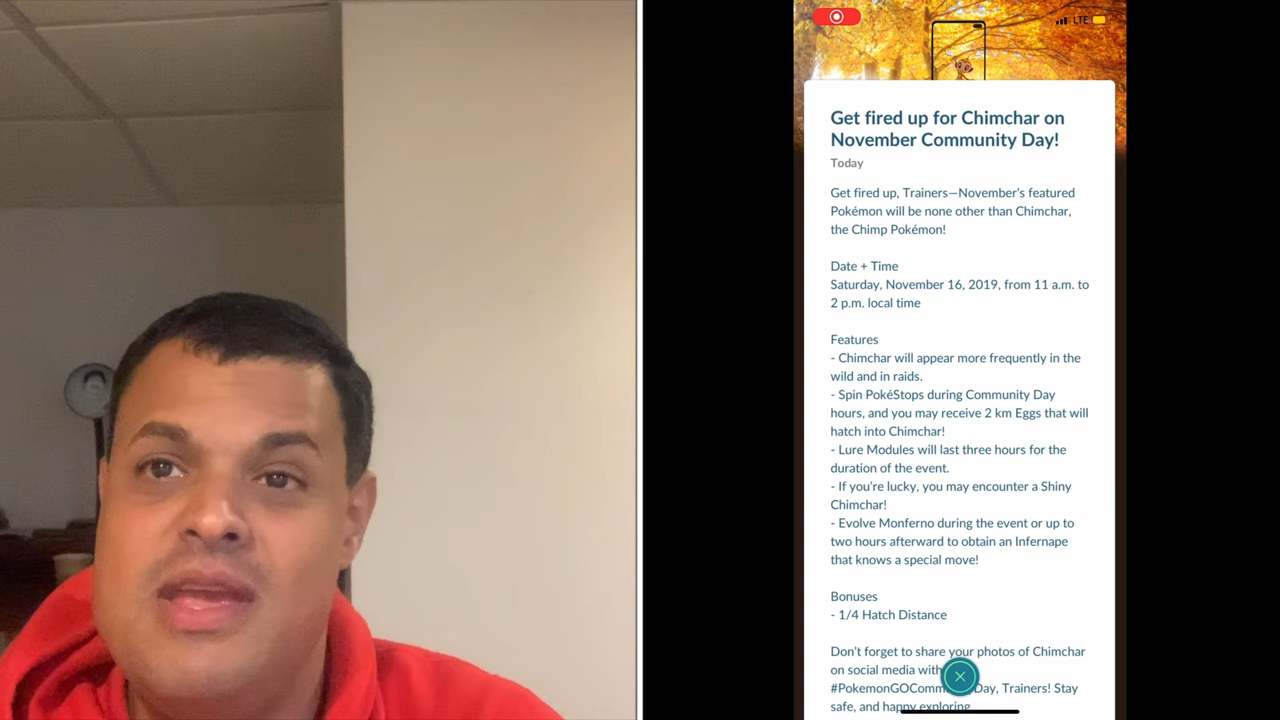 LTE
Get fired up for Chimchar on
November Community Day!
Today
Get fired up, Trainers—November's featured
Pokémon will be none other than Chimchar,
the Chimp Pokémon!
Date + Time
Saturday, November 16, 2019, from 11 a.m. to
2 p.m. local time
Features
- Chimchar will appear more frequently in the
wild and in raids.
- Spin PokéStops during Community Day
hours, and you may receive 2 km Eggs that will
hatch into Chimchar!
- Lure Modules will last three hours for the
duration of the event.
- If you're lucky, you may encounter a Shiny
Chimchar!
- Evolve Monferno during the event or up to
two hours afterward to obtain an Infernape
that knows a special move!
Bonuses
- 1/4 Hatch Distance
Don't forget to share your photos of Chimchar
on social media with
#PokemonGOComm Day, Trainers! Stay
safe, and happy exploring.